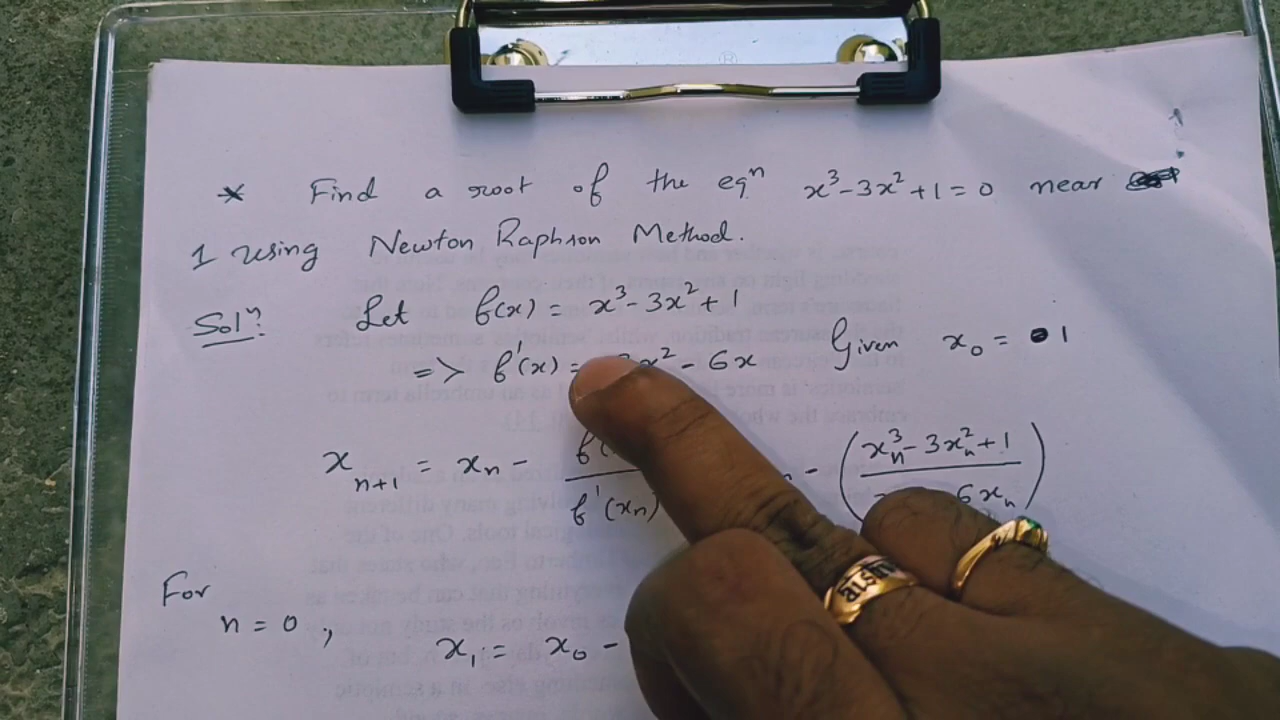 * Find a root of the eqⁿ x³-3x²+1=0 near
1 using Newton Raphson Method.
Solⁿ: Let f(x) = x³-3x²+1
=> f'(x) = 3x²-6x Given x₀ = 1
xₙ₊₁ = xₙ - f( / f'(xₙ) ₙ - (xₙ³-3xₙ²+1 / 6xₙ)
For
n = 0, x₁ = x₀ -